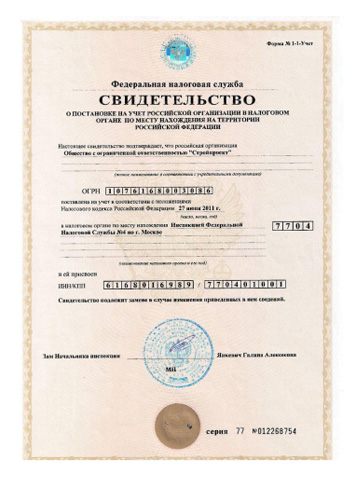 Форма № 1-1-Учет
Федеральная налоговая служба
СВИДЕТЕЛЬСТВО
О ПОСТАНОВКЕ НА УЧЕТ РОССИЙСКОЙ ОРГАНИЗАЦИИ В НАЛОГОВОМ
ОРГАНЕ ПО МЕСТУ НАХОЖДЕНИЯ НА ТЕРРИТОРИИ
РОССИЙСКОЙ ФЕДЕРАЦИИ
Настоящее свидетельство подтверждает, что российская организация
Общество с ограниченной ответственностью "Стройпроект"
(полное наименование в соответствии с учредительными документами)
ОГРН 1076168003086
поставлена на учет в соответствии с положениями
Налогового кодекса Российской Федерации 27 июня 2011 г.
(число, месяц, год)
в налоговом органе по месту нахождения Инспекцией Федеральной 7704
Налоговой Службы №4 по г. Москве
(наименование налогового органа и его код)
и ей присвоен
ИНН/КПП 6168016989 / 770401001
Свидетельство подлежит замене в случае изменения приведенных в нем сведений.
Зам Начальника инспекции Янкевич Галина Алексеевна
МП
серия 77 №012268754